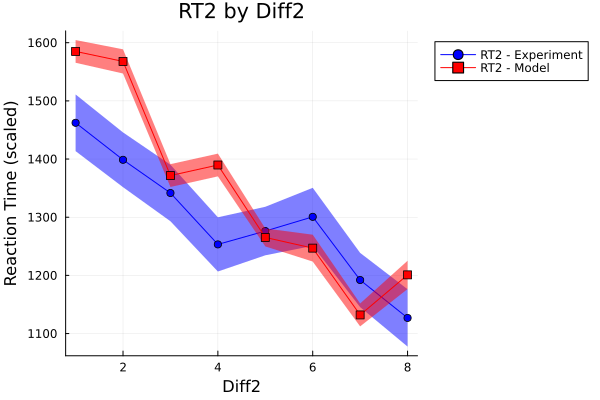 RT2 by Diff2
RT2 - Experiment
RT2 - Model
Reaction Time (scaled)
1600
1500
1400
1300
1200
1100
2
4
6
8
Diff2